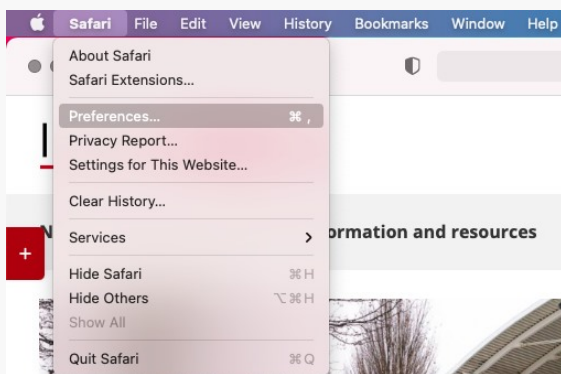 Safari File Edit View History Bookmarks Window Help
About Safari
Safari Extensions...
Preferences... ⌘ ,
Privacy Report...
Settings for This Website...
Clear History...
Services >
ormation and resources
+
Hide Safari ⌘H
Hide Others ⌥⌘H
Show All
Quit Safari ⌘Q